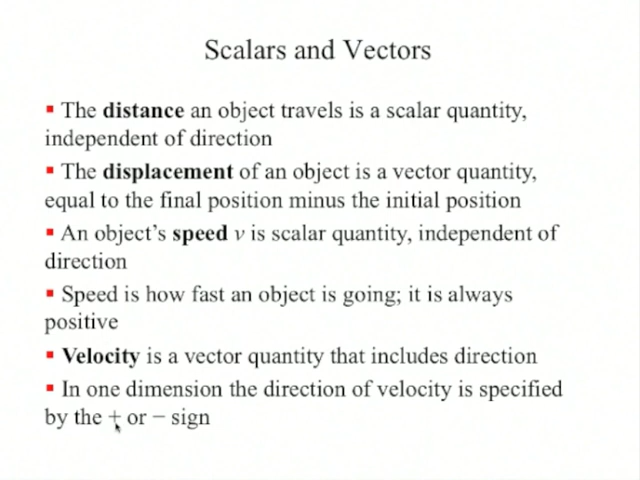 Scalars and Vectors
▪ The distance an object travels is a scalar quantity,
independent of direction
▪ The displacement of an object is a vector quantity,
equal to the final position minus the initial position
▪ An object’s speed v is scalar quantity, independent of
direction
▪ Speed is how fast an object is going; it is always
positive
▪ Velocity is a vector quantity that includes direction
▪ In one dimension the direction of velocity is specified
by the + or − sign